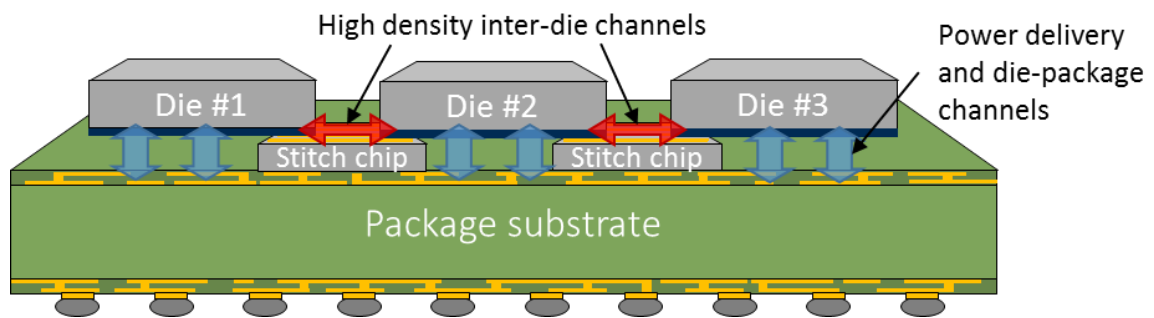 High density inter-die channels
Power delivery
and die-package
channels
Die #1
Die #2
Die #3
Stitch chip
Stitch chip
Package substrate